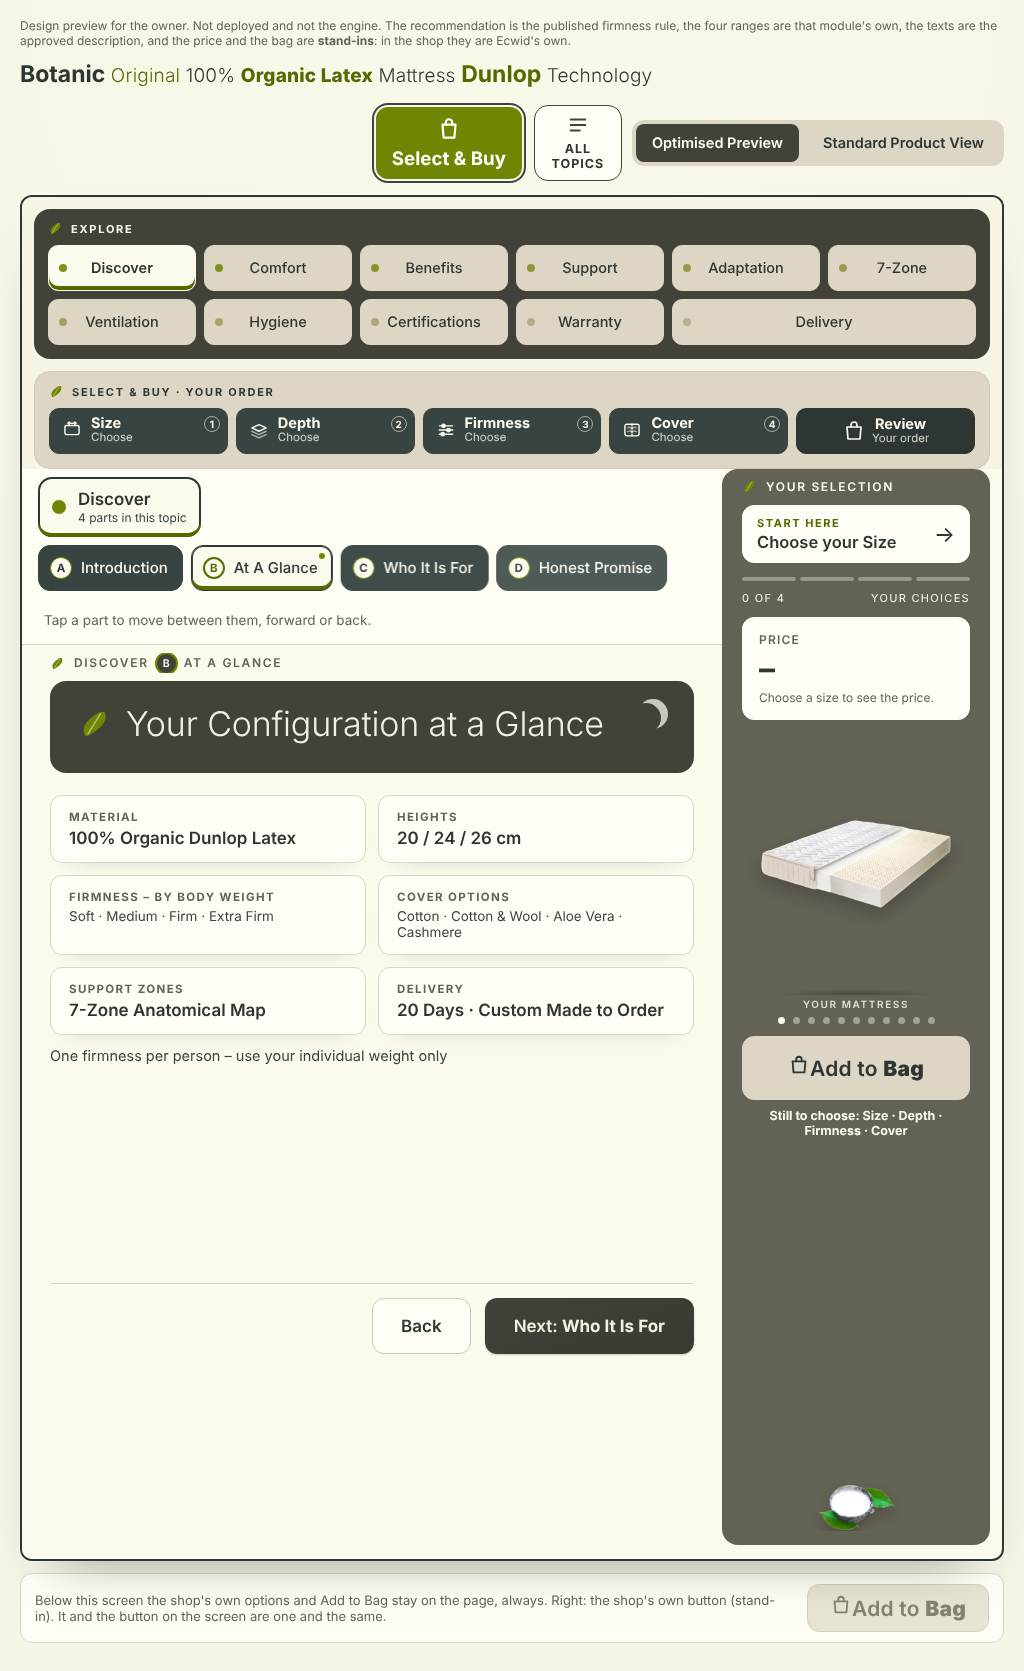 Design preview for the owner. Not deployed and not the engine. The recommendation is the published firmness rule, the four ranges are that module's own, the texts are the
approved description, and the price and the bag are stand-ins: in the shop they are Ecwid's own.
Botanic Original 100% Organic Latex Mattress Dunlop Technology
Select & Buy
ALL
TOPICS
Optimised Preview
Standard Product View
EXPLORE
Discover
Comfort
Benefits
Support
Adaptation
7-Zone
Ventilation
Hygiene
Certifications
Warranty
Delivery
SELECT & BUY · YOUR ORDER
Size
Choose
1
Depth
Choose
2
Firmness
Choose
3
Cover
Choose
4
Review
Your order
Discover
4 parts in this topic
A Introduction
B At A Glance
C Who It Is For
D Honest Promise
Tap a part to move between them, forward or back.
DISCOVER B AT A GLANCE
Your Configuration at a Glance
MATERIAL
100% Organic Dunlop Latex
HEIGHTS
20 / 24 / 26 cm
FIRMNESS – BY BODY WEIGHT
Soft · Medium · Firm · Extra Firm
COVER OPTIONS
Cotton · Cotton & Wool · Aloe Vera ·
Cashmere
SUPPORT ZONES
7-Zone Anatomical Map
DELIVERY
20 Days · Custom Made to Order
One firmness per person – use your individual weight only
Back
Next: Who It Is For
YOUR SELECTION
START HERE
Choose your Size
0 OF 4
YOUR CHOICES
PRICE
–
Choose a size to see the price.
YOUR MATTRESS
Add to Bag
Still to choose: Size · Depth ·
Firmness · Cover
Below this screen the shop's own options and Add to Bag stay on the page, always. Right: the shop's own button (stand-
in). It and the button on the screen are one and the same.
Add to Bag